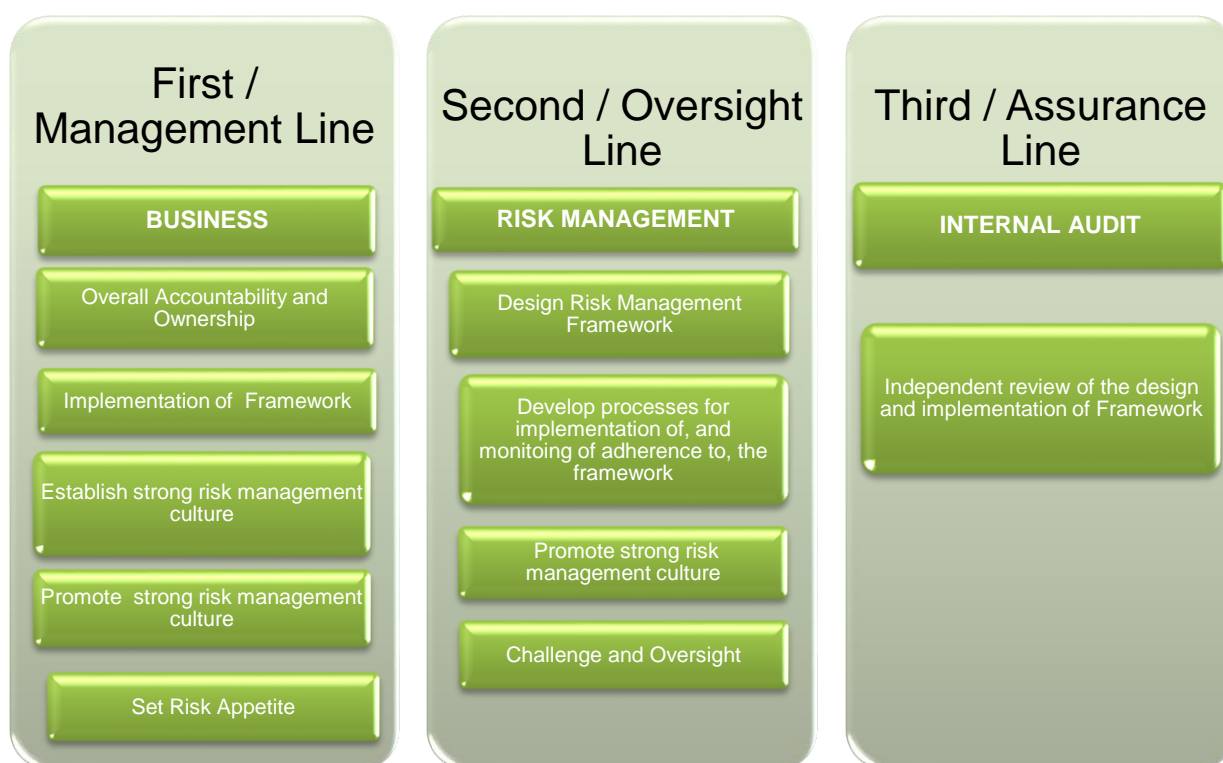 First /
Management Line
BUSINESS
Overall Accountability and
Ownership
Implementation of Framework
Establish strong risk management
culture
Promote strong risk management
culture
Set Risk Appetite
Second / Oversight
Line
RISK MANAGEMENT
Design Risk Management
Framework
Develop processes for
implementation of, and
monitoing of adherence to, the
framework
Promote strong risk
management culture
Challenge and Oversight
Third / Assurance
Line
INTERNAL AUDIT
Independent review of the design
and implementation of Framework